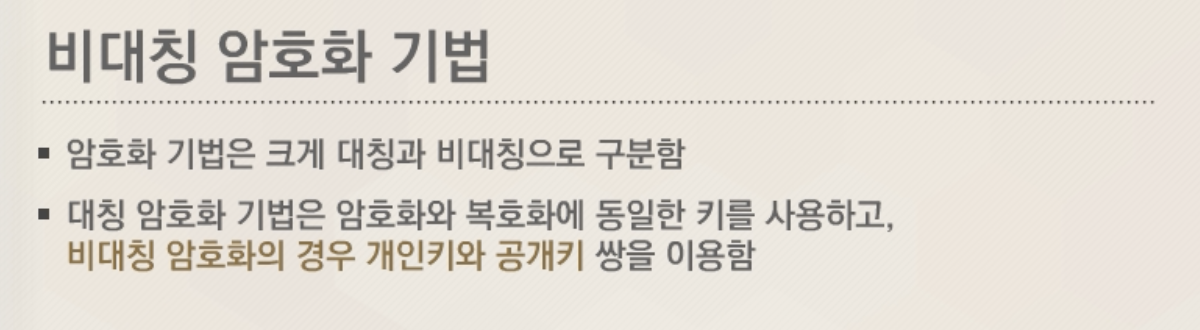 비대칭 암호화 기법
▪ 암호화 기법은 크게 대칭과 비대칭으로 구분함
▪ 대칭 암호화 기법은 암호화와 복호화에 동일한 키를 사용하고,
비대칭 암호화의 경우 개인키와 공개키 쌍을 이용함